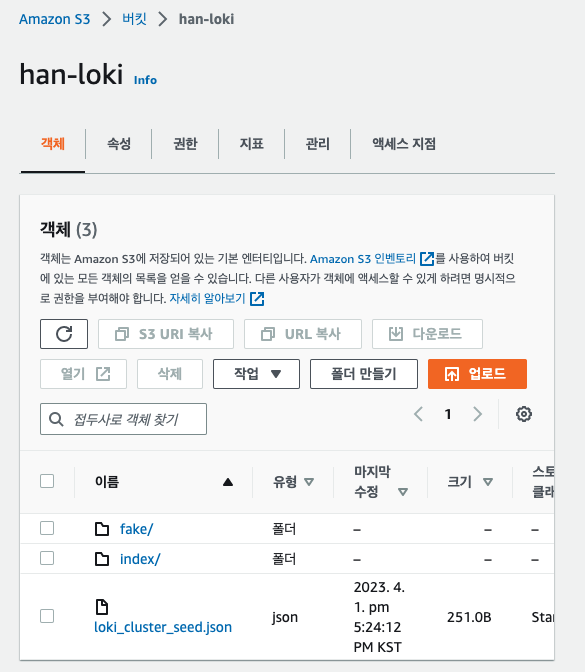 Amazon S3 > 버킷 > han-loki
han-loki Info
객체 속성 권한 지표 관리 액세스 지점
객체 (3)
객체는 Amazon S3에 저장되어 있는 기본 엔터티입니다. Amazon S3 인벤토리 를 사용하여 버킷
에 있는 모든 객체의 목록을 얻을 수 있습니다. 다른 사용자가 객체에 액세스할 수 있게 하려면 명시적으
로 권한을 부여해야 합니다. 자세히 알아보기
S3 URI 복사 URL 복사 다운로드
열기 삭제 작업 폴더 만들기 업로드
접두사로 객체 찾기 1
이름 유형 마지막 수정 크기 스토 클래
fake/ 폴더 – – –
index/ 폴더 – – –
loki_cluster_seed.json json 2023. 4. 1. pm 5:24:12 PM KST 251.0B Star